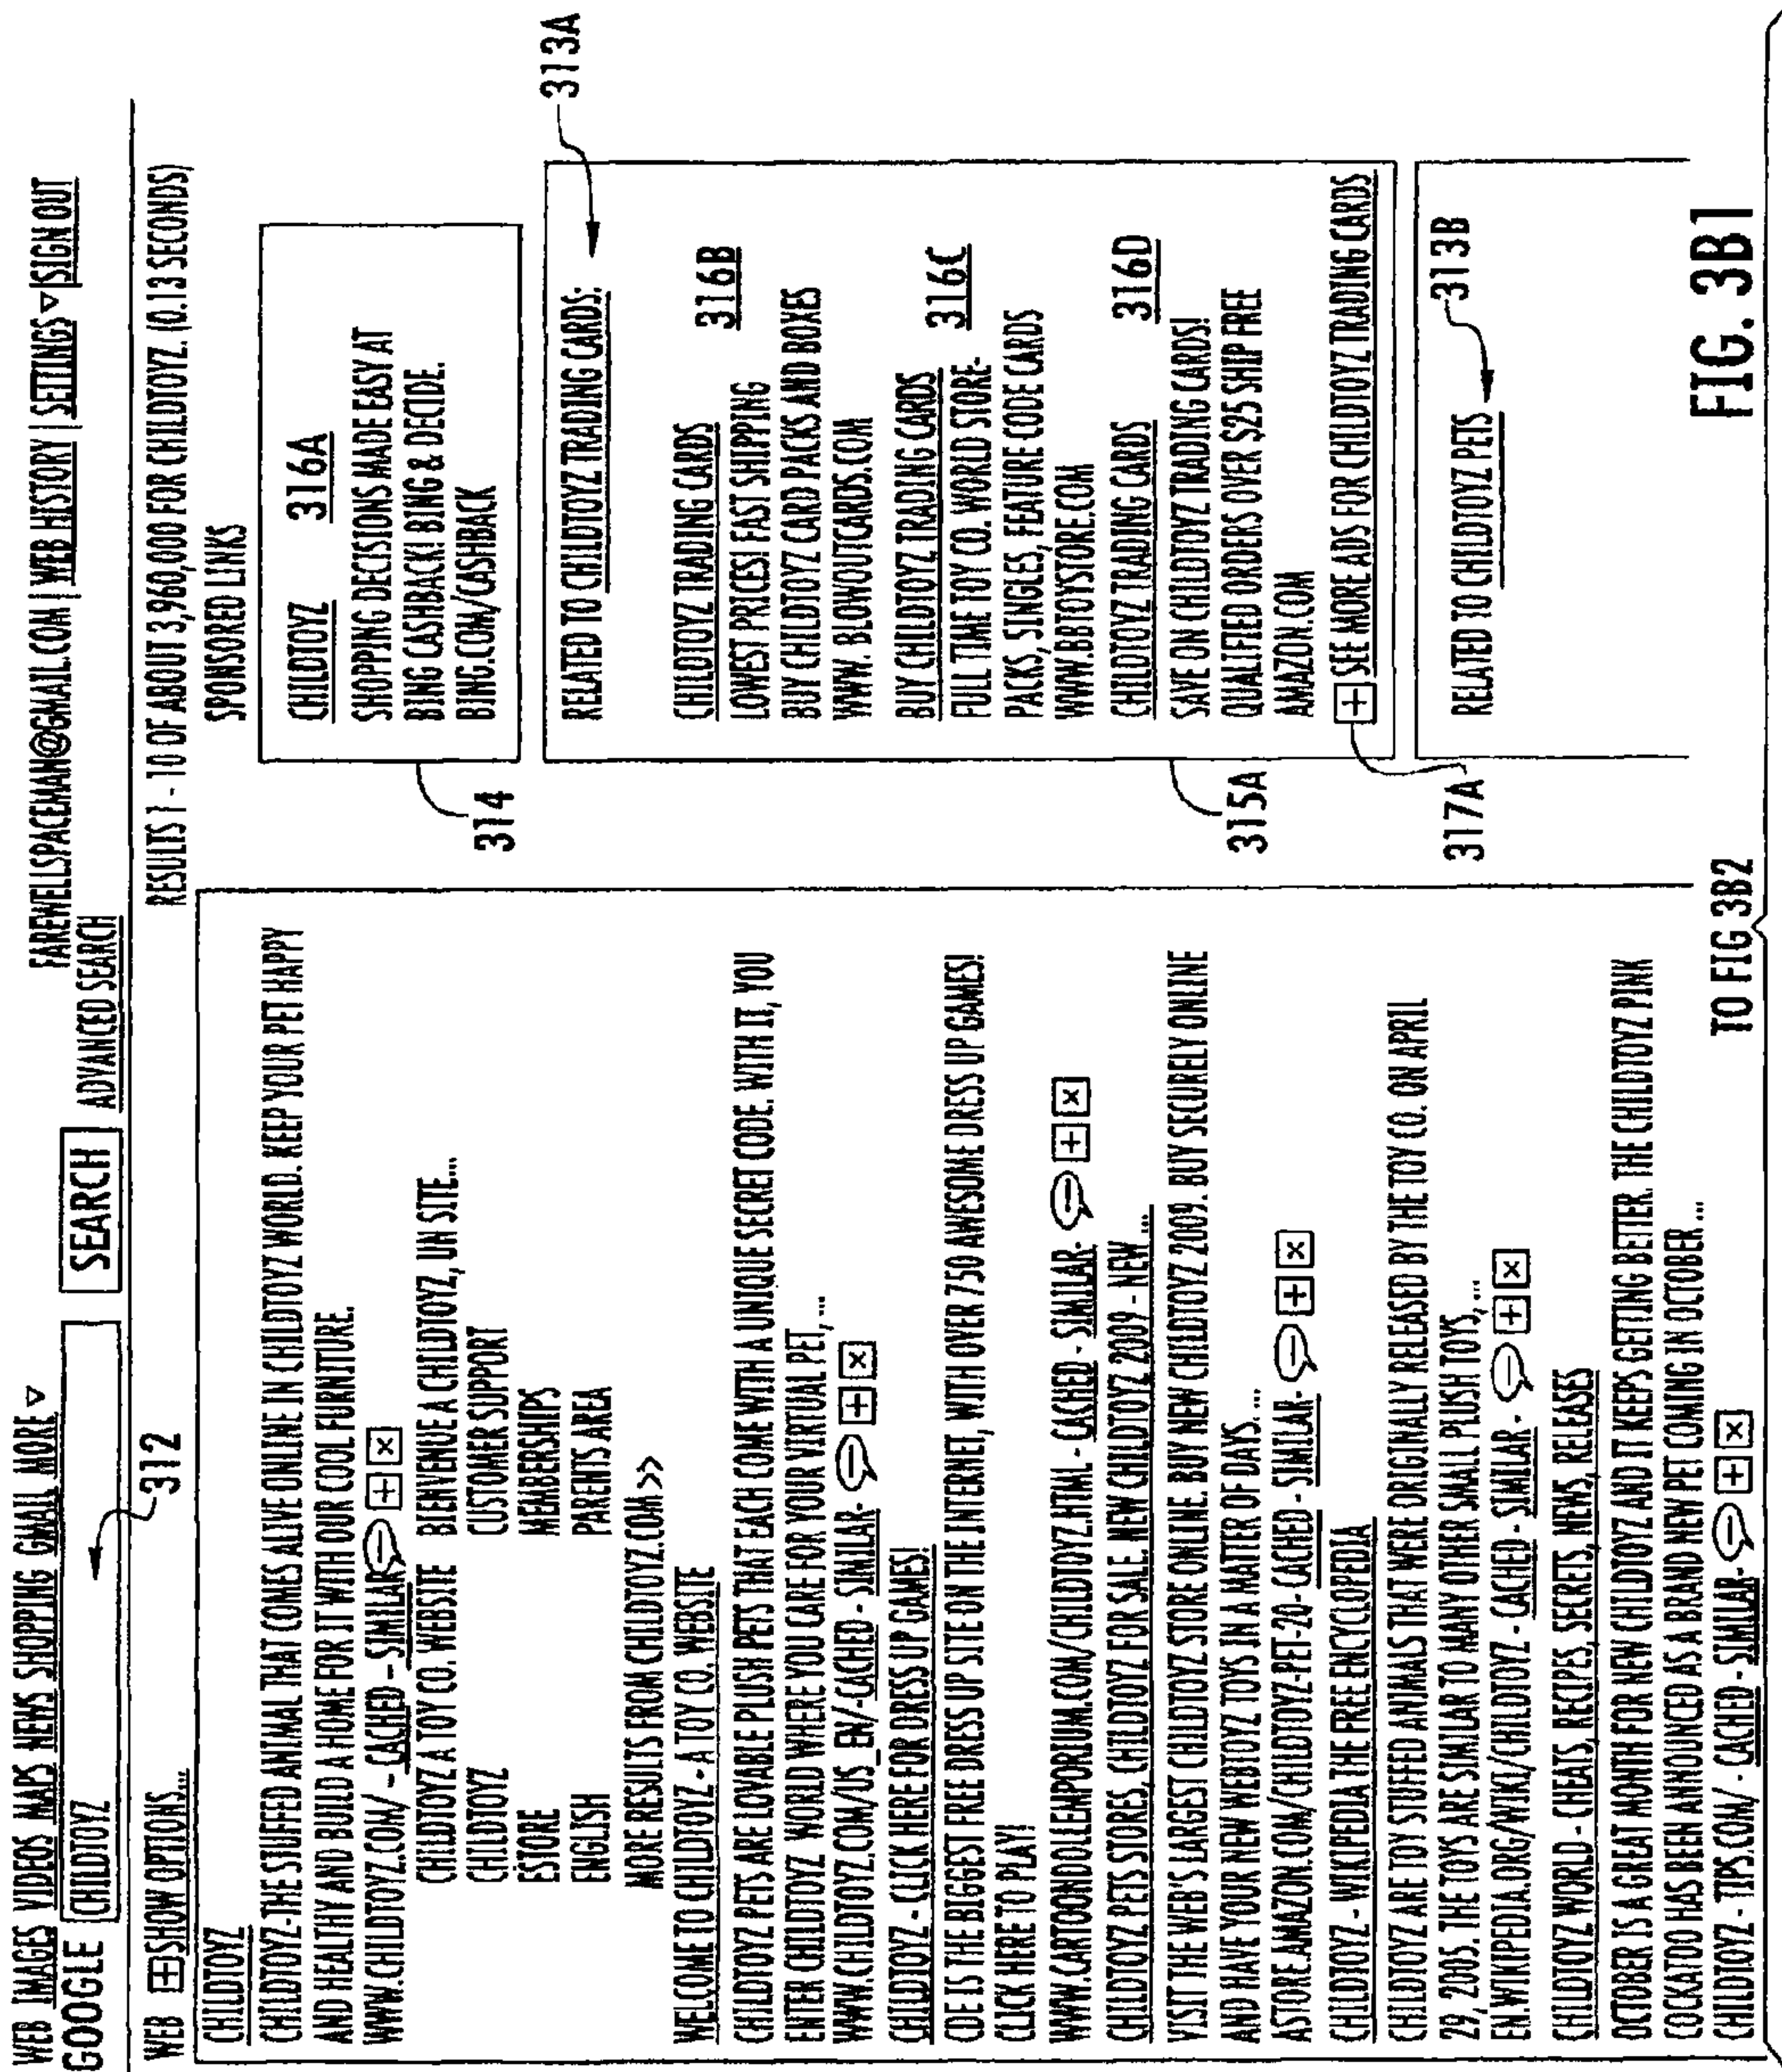 WEB IMAGES VIDEOS MAPS NEWS SHOPPING GMAIL MORE ▽
FAREWELLSPACEMAN@GMAIL.COM | WEB HISTORY | SETTINGS ▽ | SIGN OUT
GOOGLE CHILDTOYZ SEARCH ADVANCED SEARCH
312
WEB ⊞ SHOW OPTIONS...
RESULTS 1 - 10 OF ABOUT 3,960,000 FOR CHILDTOYZ. (0.13 SECONDS)
CHILDTOYZ
CHILDTOYZ-THE STUFFED ANIMAL THAT COMES ALIVE ONLINE IN CHILDTOYZ WORLD. KEEP YOUR PET HAPPY
AND HEALTHY AND BUILD A HOME FOR IT WITH OUR COOL FURNITURE.
WWW.CHILDTOYZ.COM/ - CACHED - SIMILAR
CHILDTOYZ A TOY CO. WEBSITE BIENVENUE A CHILDTOYZ, UN SITE...
CHILDTOYZ CUSTOMER SUPPORT
ESTORE MEMBERSHIPS
ENGLISH PARENTS AREA
MORE RESULTS FROM CHILDTOYZ.COM >>
WELCOME TO CHILDTOYZ - A TOY CO. WEBSITE
CHILDTOYZ PETS ARE LOVABLE PLUSH PETS THAT EACH COME WITH A UNIQUE SECRET CODE. WITH IT, YOU
ENTER CHILDTOYZ WORLD WHERE YOU CARE FOR YOUR VIRTUAL PET, ...
WWW.CHILDTOYZ.COM/US_EN/ - CACHED - SIMILAR -
CHILDTOYZ - CLICK HERE FOR DRESS UP GAMES!
CDE IS THE BIGGEST FREE DRESS UP SITE ON THE INTERNET, WITH OVER 750 AWESOME DRESS UP GAMES!
CLICK HERE TO PLAY!
WWW.CARTOONDOLLEMPORIUM.COM/CHILDTOYZ.HTML - CACHED - SIMILAR -
CHILDTOYZ PETS STORES, CHILDTOYZ FOR SALE. NEW CHILDTOYZ 2009 - NEW ...
VISIT THE WEB'S LARGEST CHILDTOYZ STORE ONLINE. BUY NEW CHILDTOYZ 2009. BUY SECURELY ONLINE
AND HAVE YOUR NEW WEBTOYZ TOYS IN A MATTER OF DAYS. ...
ASTORE.AMAZON.COM/CHILDTOYZ-PET-20 - CACHED - SIMILAR -
CHILDTOYZ - WIKIPEDIA THE FREE ENCYCLOPEDIA
CHILDTOYZ ARE TOY STUFFED ANIMALS THAT WERE ORIGINALLY RELEASED BY THE TOY CO. ON APRIL
29, 2005. THE TOYS ARE SIMILAR TO MANY OTHER SMALL PLUSH TOYS, ...
EN.WIKIPEDIA.ORG/WIKI/CHILDTOYZ - CACHED - SIMILAR -
CHILDTOYZ WORLD - CHEATS, RECIPES, SECRETS, NEWS, RELEASES
OCTOBER IS A GREAT MONTH FOR NEW CHILDTOYZ AND IT KEEPS GETTING BETTER. THE CHILDTOYZ PINK
COCKATOO HAS BEEN ANNOUNCED AS A BRAND NEW PET COMING IN OCTOBER ...
CHILDTOYZ - TIPS.COM/ - CACHED - SIMILAR -
SPONSORED LINKS
CHILDTOYZ 316A
SHOPPING DECISIONS MADE EASY AT
BING CASHBACK! BING & DECIDE.
BING.COM/CASHBACK
314
313A
RELATED TO CHILDTOYZ TRADING CARDS:
CHILDTOYZ TRADING CARDS 316B
LOWEST PRICES! FAST SHIPPING
BUY CHILDTOYZ CARD PACKS AND BOXES
WWW. BLOWOUTCARDS.COM
BUY CHILDTOYZ TRADING CARDS 316C
FULL TIME TOY CO. WORLD STORE-
PACKS, SINGLES, FEATURE CODE CARDS
WWW.BBTOYSTORE.COM
CHILDTOYZ TRADING CARDS 316D
SAVE ON CHILDTOYZ TRADING CARDS!
QUALIFIED ORDERS OVER $25 SHIP FREE
AMAZON.COM
315A
⊞ SEE MORE ADS FOR CHILDTOYZ TRADING CARDS
317A
RELATED TO CHILDTOYZ PETS
313B
TO FIG 3B2
FIG. 3B1